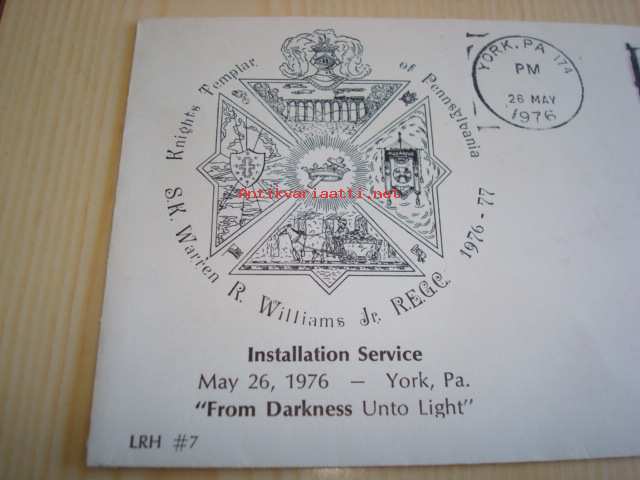 Knights Templar of Pennsylvania
S.K. Warren R. Williams Jr. R.E.G.C. 1976-77
Antikvariaatti.net
YORK, PA 174
PM
26 MAY
1976
Installation Service
May 26, 1976 — York, Pa.
"From Darkness Unto Light"
LRH #7